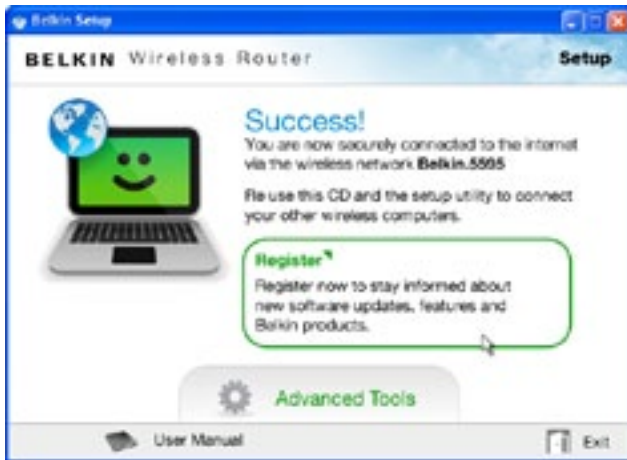 Belkin Setup
BELKIN Wireless Router
Setup
Success!
You are now securely connected to the internet
via the wireless network Belkin.5595
Re use this CD and the setup utility to connect
your other wireless computers.
Register
Register now to stay informed about
new software updates, features and
Belkin products.
Advanced Tools
User Manual
Exit